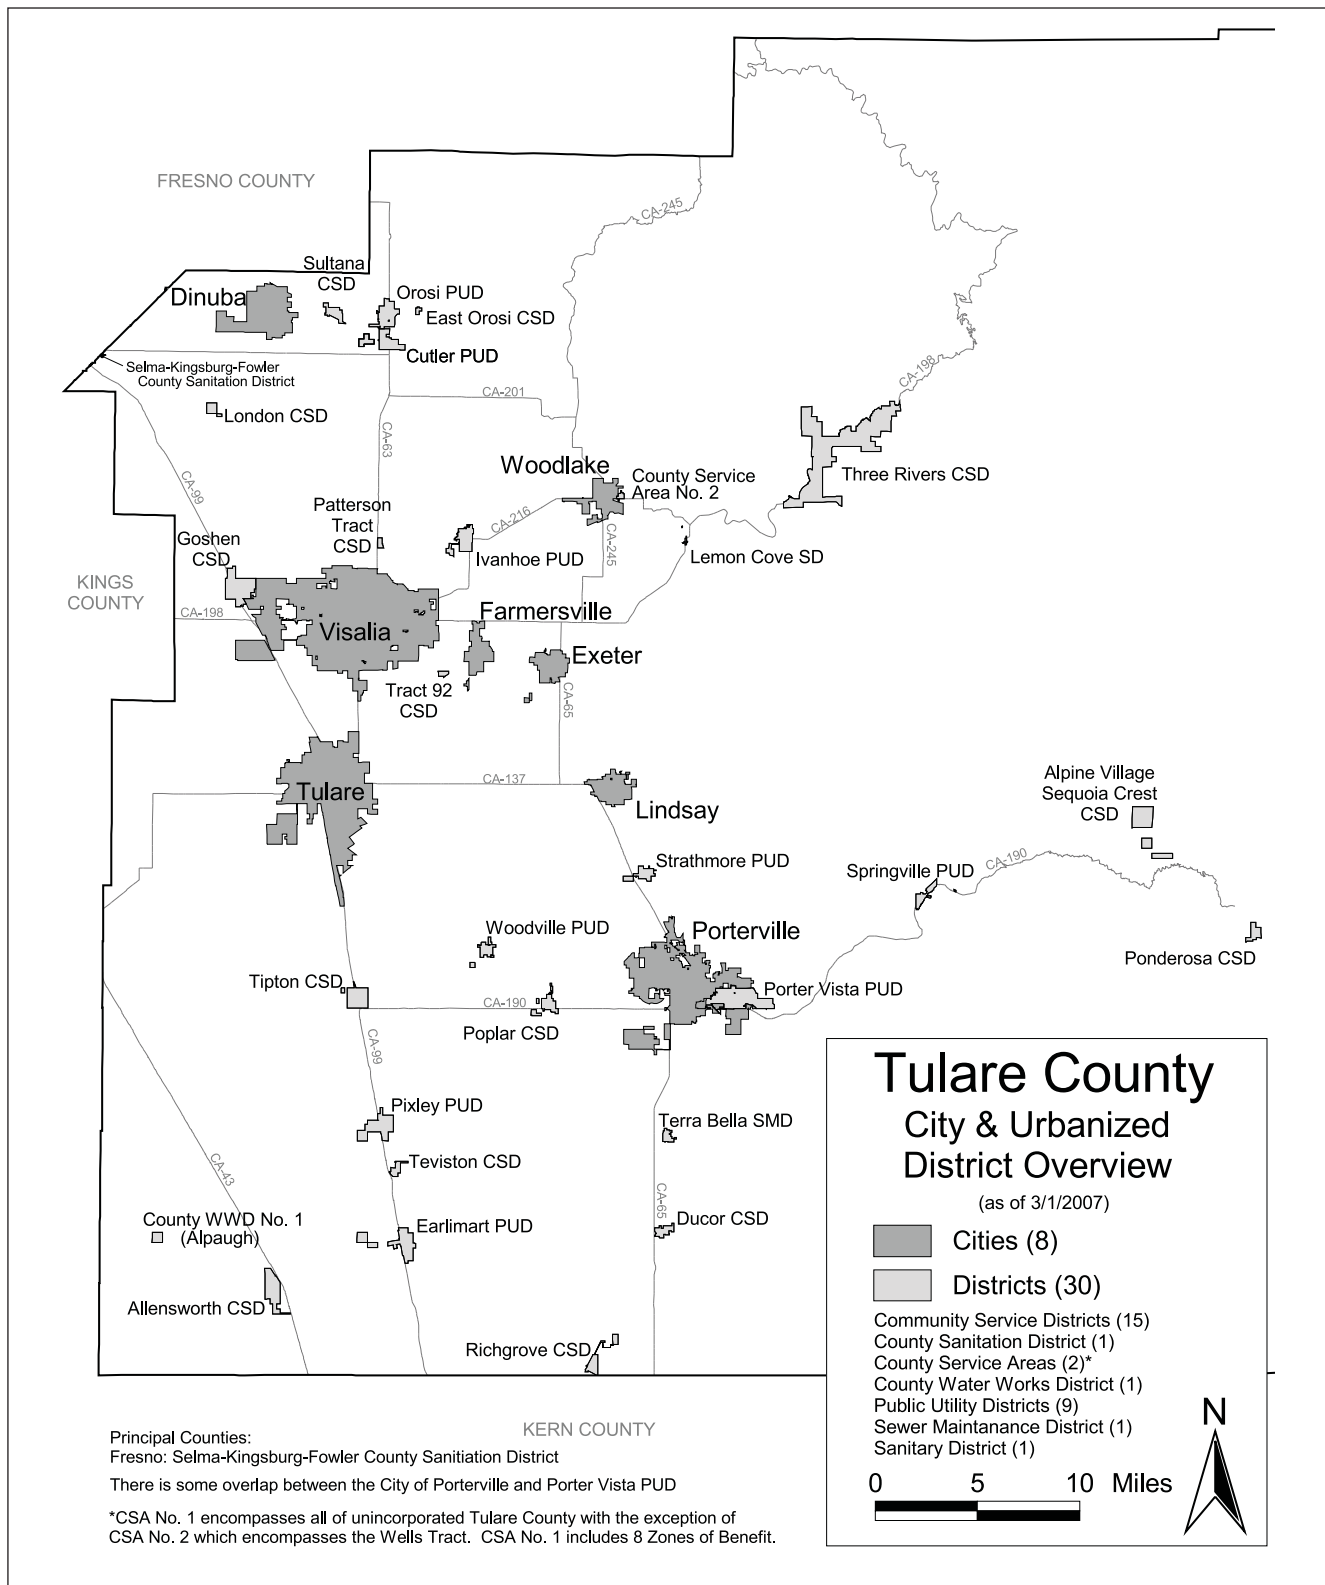 FRESNO COUNTY
CA-245
Sultana
CSD
Dinuba
Orosi PUD
East Orosi CSD
Cutler PUD
Selma-Kingsburg-Fowler
County Sanitation District
CA-198
CA-201
London CSD
CA-63
Woodlake
County Service
Area No. 2
Three Rivers CSD
CA-99
Patterson
Tract
CSD
CA-216
Goshen
CSD
Ivanhoe PUD
CA-245
Lemon Cove SD
KINGS
COUNTY
CA-198
Farmersville
Visalia
Exeter
Tract 92
CSD
CA-65
Alpine Village
Sequoia Crest
CSD
CA-137
Tulare
Lindsay
Strathmore PUD
Springville PUD
CA-190
Woodville PUD
Porterville
Ponderosa CSD
Tipton CSD
CA-190
Porter Vista PUD
Poplar CSD
CA-99
Pixley PUD
Terra Bella SMD
Teviston CSD
CA-43
CA-65
County WWD No. 1
(Alpaugh)
Earlimart PUD
Ducor CSD
Allensworth CSD
Richgrove CSD
KERN COUNTY
Tulare County
City & Urbanized
District Overview
(as of 3/1/2007)
Cities (8)
Districts (30)
Community Service Districts (15)
County Sanitation District (1)
County Service Areas (2)*
County Water Works District (1)
Public Utility Districts (9)
Sewer Maintanance District (1)
Sanitary District (1)
N
0 5 10 Miles
Principal Counties:
Fresno: Selma-Kingsburg-Fowler County Sanitiation District
There is some overlap between the City of Porterville and Porter Vista PUD
*CSA No. 1 encompasses all of unincorporated Tulare County with the exception of
CSA No. 2 which encompasses the Wells Tract. CSA No. 1 includes 8 Zones of Benefit.